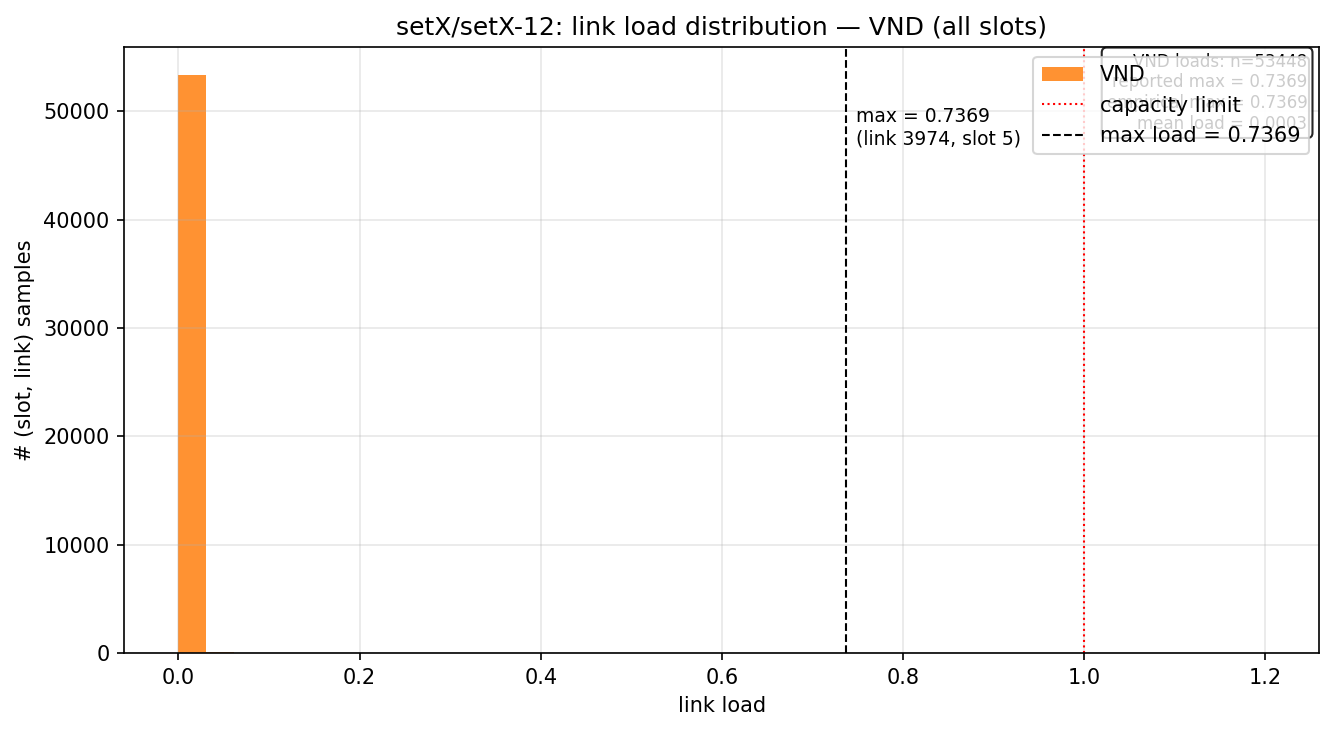 setX/setX-12: link load distribution — VND (all slots)
# (slot, link) samples
50000
40000
30000
20000
10000
0
max = 0.7369
(link 3974, slot 5)
VND loads: n=53448
reported max = 0.7369
max = 0.7369
mean load = 0.0003
VND
capacity limit
max load = 0.7369
0.0 0.2 0.4 0.6 0.8 1.0 1.2
link load